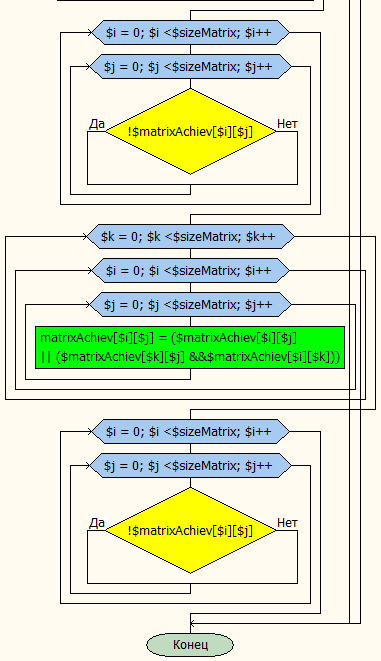 $i = 0; $i <$sizeMatrix; $i++
$j = 0; $j <$sizeMatrix; $j++
Да
!$matrixAchiev[$i][$j]
Нет
$k = 0; $k <$sizeMatrix; $k++
$i = 0; $i <$sizeMatrix; $i++
$j = 0; $j <$sizeMatrix; $j++
matrixAchiev[$i][$j] = ($matrixAchiev[$i][$j]
|| ($matrixAchiev[$k][$j] &&$matrixAchiev[$i][$k]))
$i = 0; $i <$sizeMatrix; $i++
$j = 0; $j <$sizeMatrix; $j++
Да
!$matrixAchiev[$i][$j]
Нет
Конец